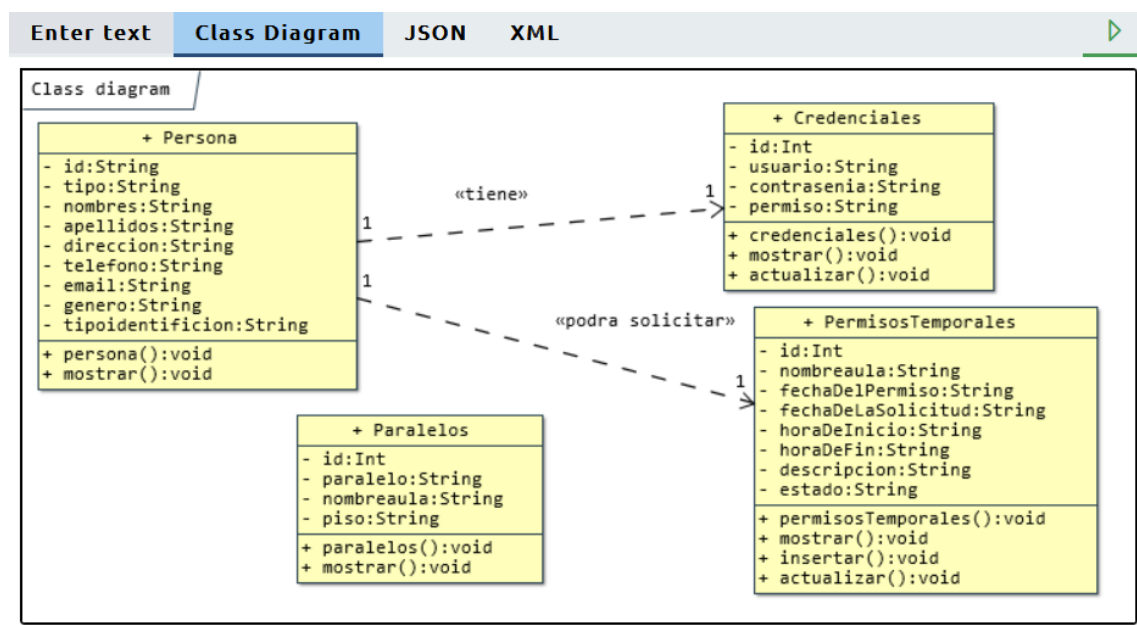 Enter text Class Diagram JSON XML
Class diagram
+ Persona
- id:String
- tipo:String
- nombres:String
- apellidos:String
- direccion:String
- telefono:String
- email:String
- genero:String
- tipoidentificion:String
+ persona():void
+ mostrar():void
«tiene»
1
1
+ Credenciales
- id:Int
- usuario:String
- contrasenia:String
- permiso:String
+ credenciales():void
+ mostrar():void
+ actualizar():void
1
«podra solicitar»
1
+ PermisosTemporales
- id:Int
- nombreaula:String
- fechaDelPermiso:String
- fechaDeLaSolicitud:String
- horaDeInicio:String
- horaDeFin:String
- descripcion:String
- estado:String
+ permisosTemporales():void
+ mostrar():void
+ insertar():void
+ actualizar():void
+ Paralelos
- id:Int
- paralelo:String
- nombreaula:String
- piso:String
+ paralelos():void
+ mostrar():void